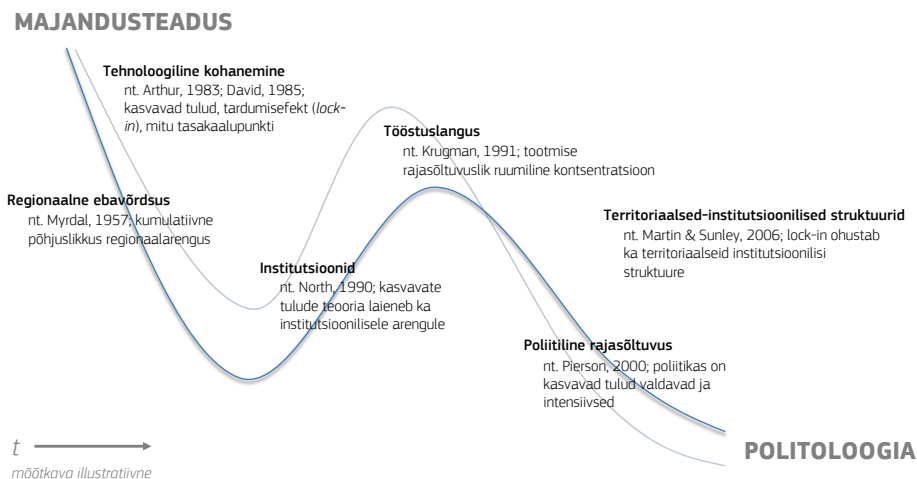 MAJANDUSTEADUS
Tehnoloogiline kohanemine
nt. Arthur, 1983; David, 1985;
kasvavad tulud, tardumisefekt (lock-
in), mitu tasakaalupunkti
Tööstuslangus
nt. Krugman, 1991; tootmise
rajasõltuvuslik ruumiline kontsentratsioon
Regionaalne ebavõrdsus
nt. Myrdal, 1957; kumulatiivne
põhjuslikkus regionaalarengus
Territoriaalsed-institutsioonilised struktuurid
nt. Martin & Sunley, 2006; lock-in ohustab
ka territoriaalseid institutsioonilisi
struktuure
Institutsioonid
nt. North, 1990; kasvavate
tulude teooria laieneb ka
institutsioonilisele arengule
Poliitiline rajasõltuvus
nt. Pierson, 2000; poliitikas on
kasvavad tulud valdavad ja
intensiivsed
t
mõõtkava illustratiivne
POLITOLOOGIA